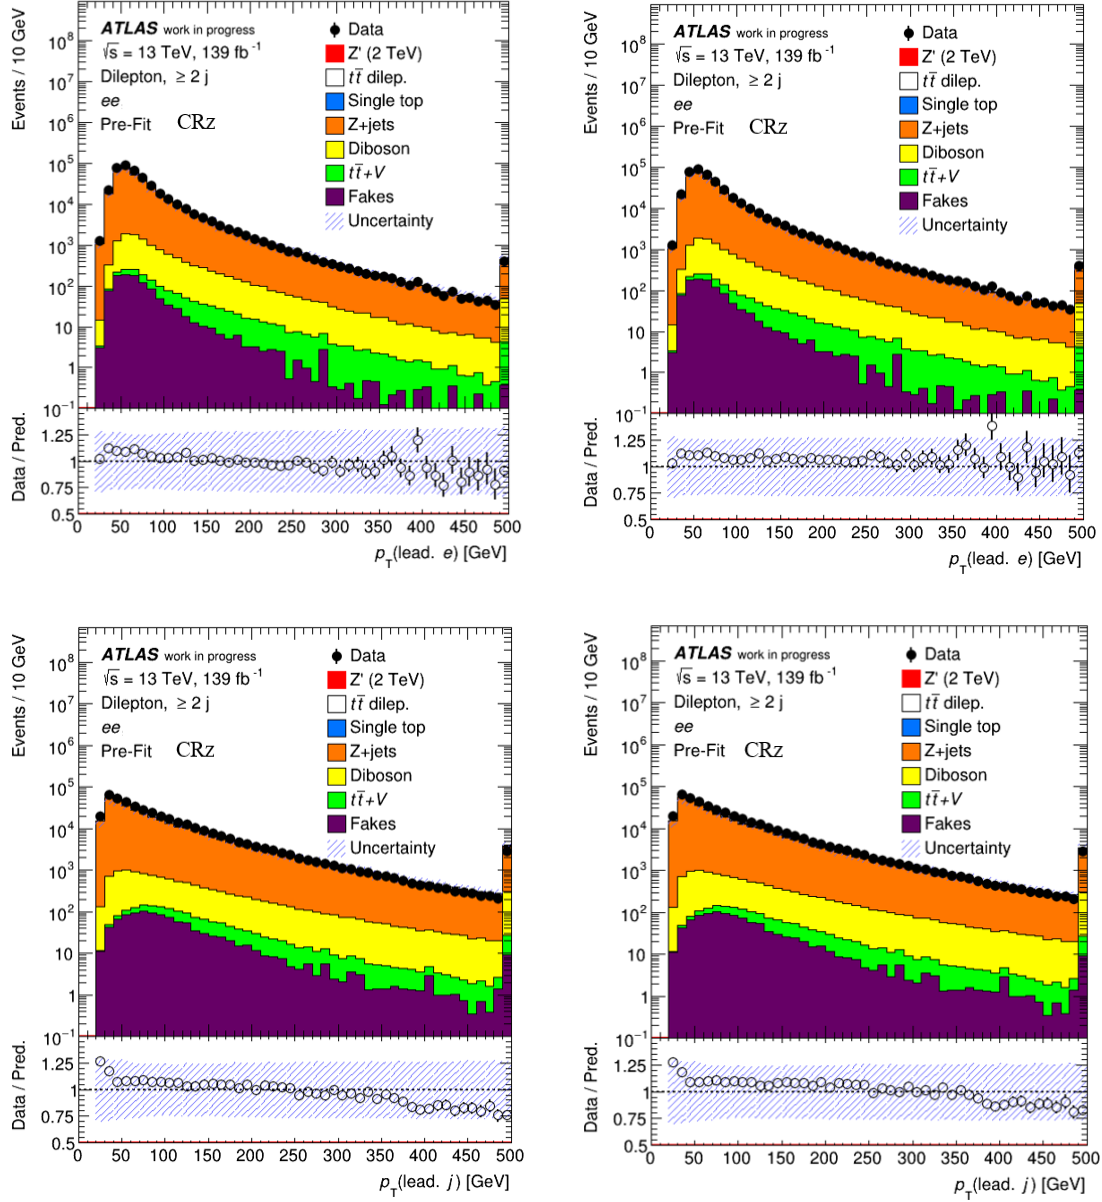 Events / 10 GeV
ATLAS work in progress
√s = 13 TeV, 139 fb⁻¹
Dilepton, ≥ 2 j
ee
Pre-Fit CRz
Data
Z' (2 TeV)
tt̄ dilep.
Single top
Z+jets
Diboson
tt̄+V
Fakes
Uncertainty
10⁸
10⁷
10⁶
10⁵
10⁴
10³
10²
10
1
10⁻¹
Data / Pred.
1.25
1
0.75
0.5
0 50 100 150 200 250 300 350 400 450 500
p_T(lead. e) [GeV]
Events / 10 GeV
ATLAS work in progress
√s = 13 TeV, 139 fb⁻¹
Dilepton, ≥ 2 j
ee
Pre-Fit CRz
Data
Z' (2 TeV)
tt̄ dilep.
Single top
Z+jets
Diboson
tt̄+V
Fakes
Uncertainty
10⁸
10⁷
10⁶
10⁵
10⁴
10³
10²
10
1
10⁻¹
Data / Pred.
1.25
1
0.75
0.5
0 50 100 150 200 250 300 350 400 450 500
p_T(lead. e) [GeV]
Events / 10 GeV
ATLAS work in progress
√s = 13 TeV, 139 fb⁻¹
Dilepton, ≥ 2 j
ee
Pre-Fit CRz
Data
Z' (2 TeV)
tt̄ dilep.
Single top
Z+jets
Diboson
tt̄+V
Fakes
Uncertainty
10⁸
10⁷
10⁶
10⁵
10⁴
10³
10²
10
1
10⁻¹
Data / Pred.
1.25
1
0.75
0.5
0 50 100 150 200 250 300 350 400 450 500
p_T(lead. j) [GeV]
Events / 10 GeV
ATLAS work in progress
√s = 13 TeV, 139 fb⁻¹
Dilepton, ≥ 2 j
ee
Pre-Fit CRz
Data
Z' (2 TeV)
tt̄ dilep.
Single top
Z+jets
Diboson
tt̄+V
Fakes
Uncertainty
10⁸
10⁷
10⁶
10⁵
10⁴
10³
10²
10
1
10⁻¹
Data / Pred.
1.25
1
0.75
0.5
0 50 100 150 200 250 300 350 400 450 500
p_T(lead. j) [GeV]